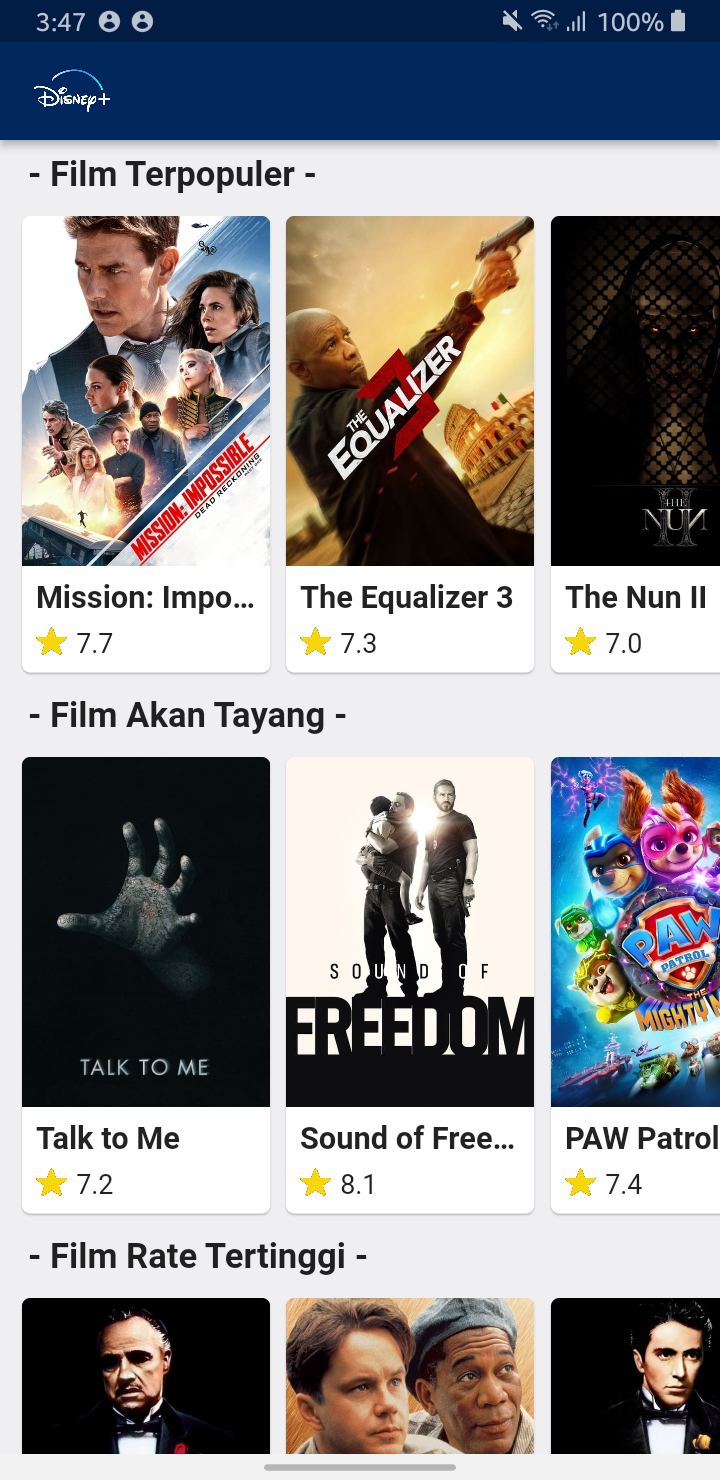 3:47
100%
Disney+
- Film Terpopuler -
MISSION: IMPOSSIBLE
DEAD RECKONING
PART ONE
THE
EQUALIZER
3
THE
NUN
II
Mission: Impo...
7.7
The Equalizer 3
7.3
The Nun II
7.0
- Film Akan Tayang -
TALK TO ME
SOUND OF
FREEDOM
PAW
PATROL
THE
MIGHTY M
Talk to Me
7.2
Sound of Free...
8.1
PAW Patrol
7.4
- Film Rate Tertinggi -